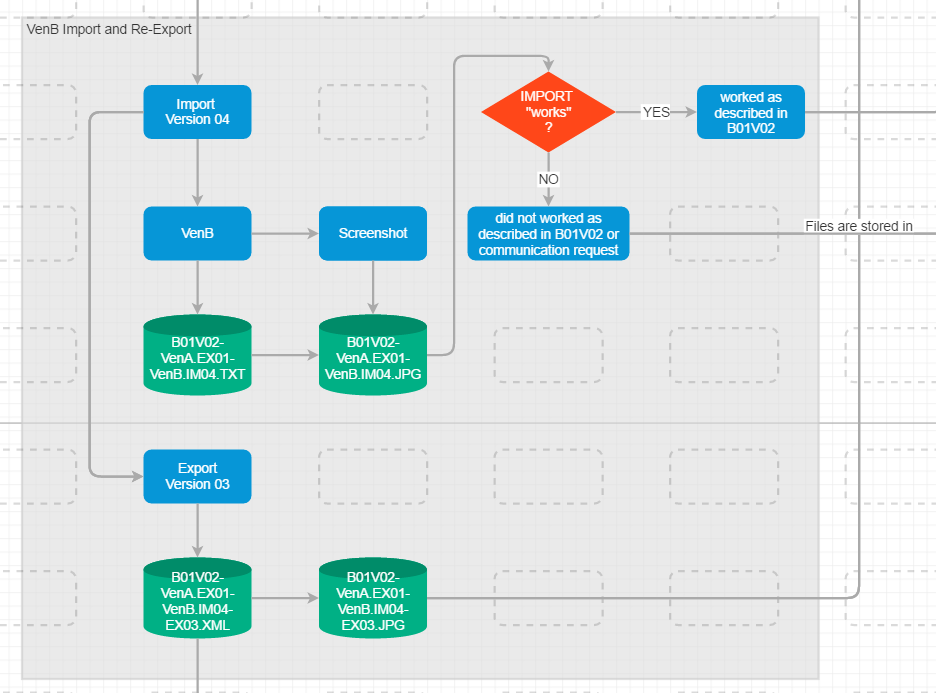 VenB Import and Re-Export
Import
Version 04
IMPORT
"works"
?
YES
worked as
described in
B01V02
NO
VenB
Screenshot
did not worked as
described in B01V02 or
communication request
Files are stored in
B01V02-
VenA.EX01-
VenB.IM04.TXT
B01V02-
VenA.EX01-
VenB.IM04.JPG
Export
Version 03
B01V02-
VenA.EX01-
VenB.IM04-
EX03.XML
B01V02-
VenA.EX01-
VenB.IM04-
EX03.JPG